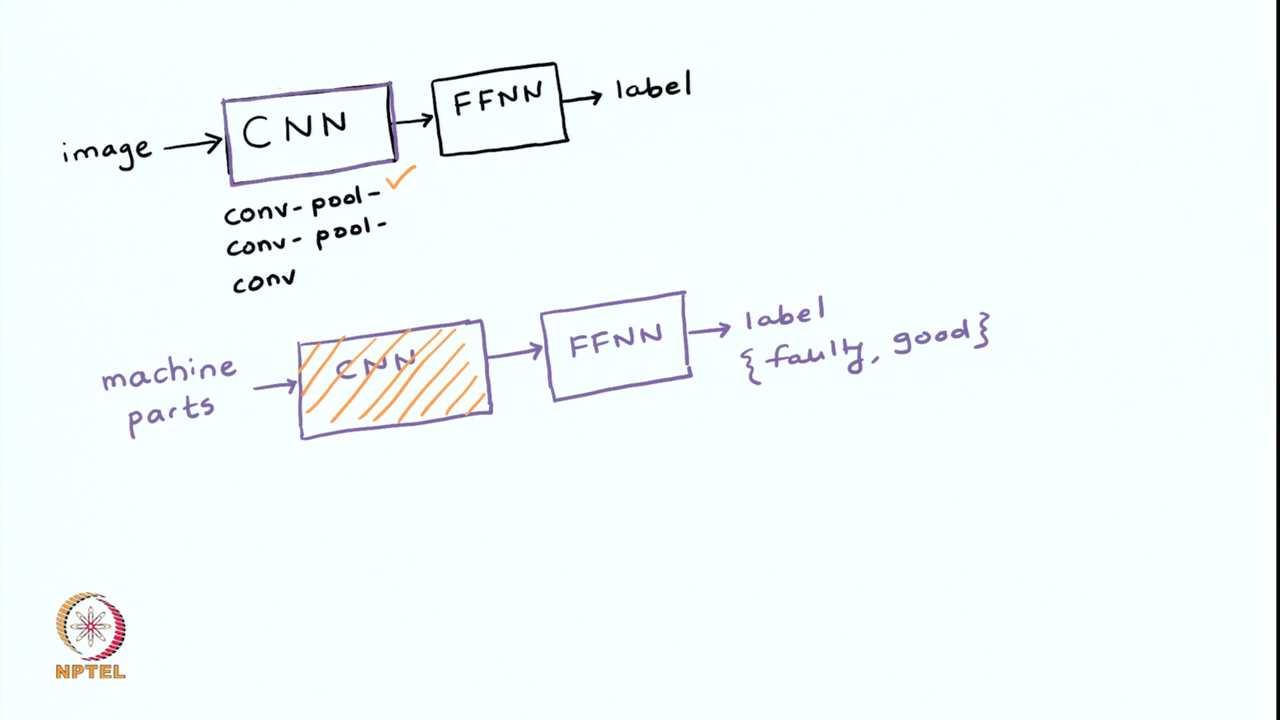 image → CNN → FFNN → label
conv-pool-
conv-pool-
conv
machine parts → CNN → FFNN → label
{faulty, good}
NPTEL